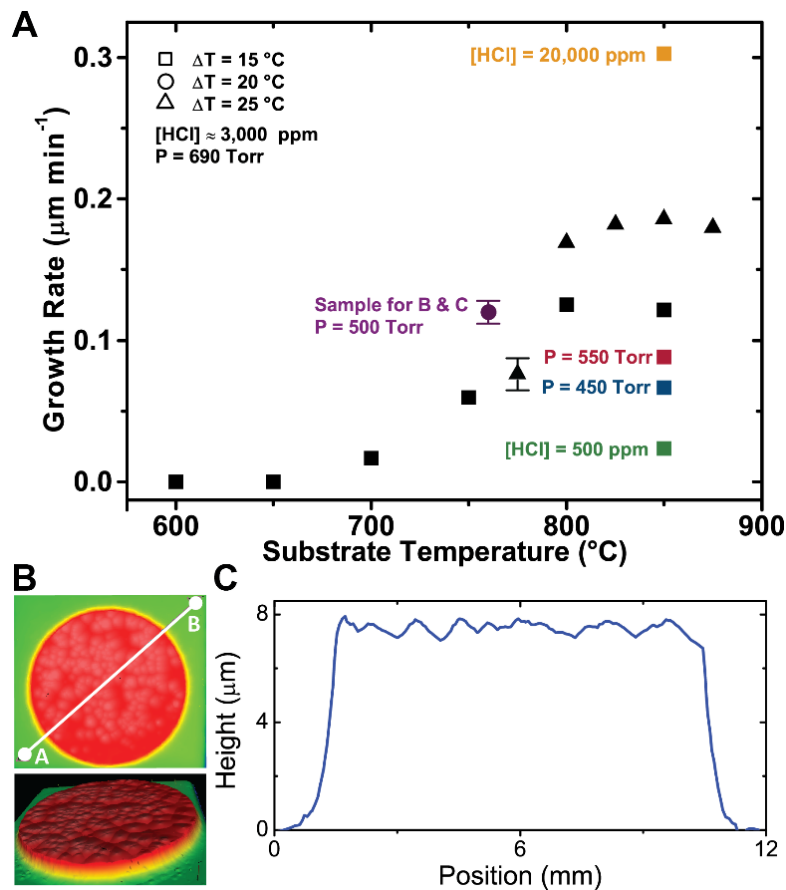 A
ΔT = 15 °C
ΔT = 20 °C
ΔT = 25 °C
[HCl] ≈ 3,000 ppm
P = 690 Torr
[HCl] = 20,000 ppm
Sample for B & C
P = 500 Torr
P = 550 Torr
P = 450 Torr
[HCl] = 500 ppm
Growth Rate (μm min⁻¹)
0.3
0.2
0.1
0.0
600
700
800
900
Substrate Temperature (°C)
B
B
A
C
Height (μm)
8
4
0
0
6
12
Position (mm)